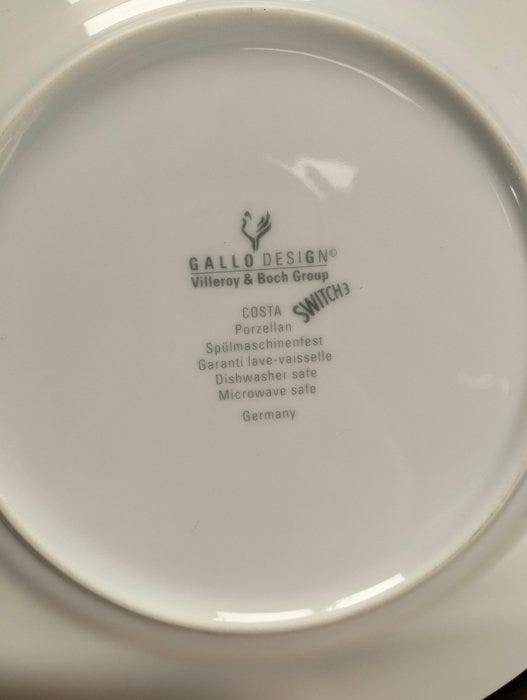 GALLO DESIGN©
Villeroy & Boch Group
COSTA SWITCH3
Porzellan
Spülmaschinenfest
Garanti lave-vaisselle
Dishwasher safe
Microwave safe
Germany